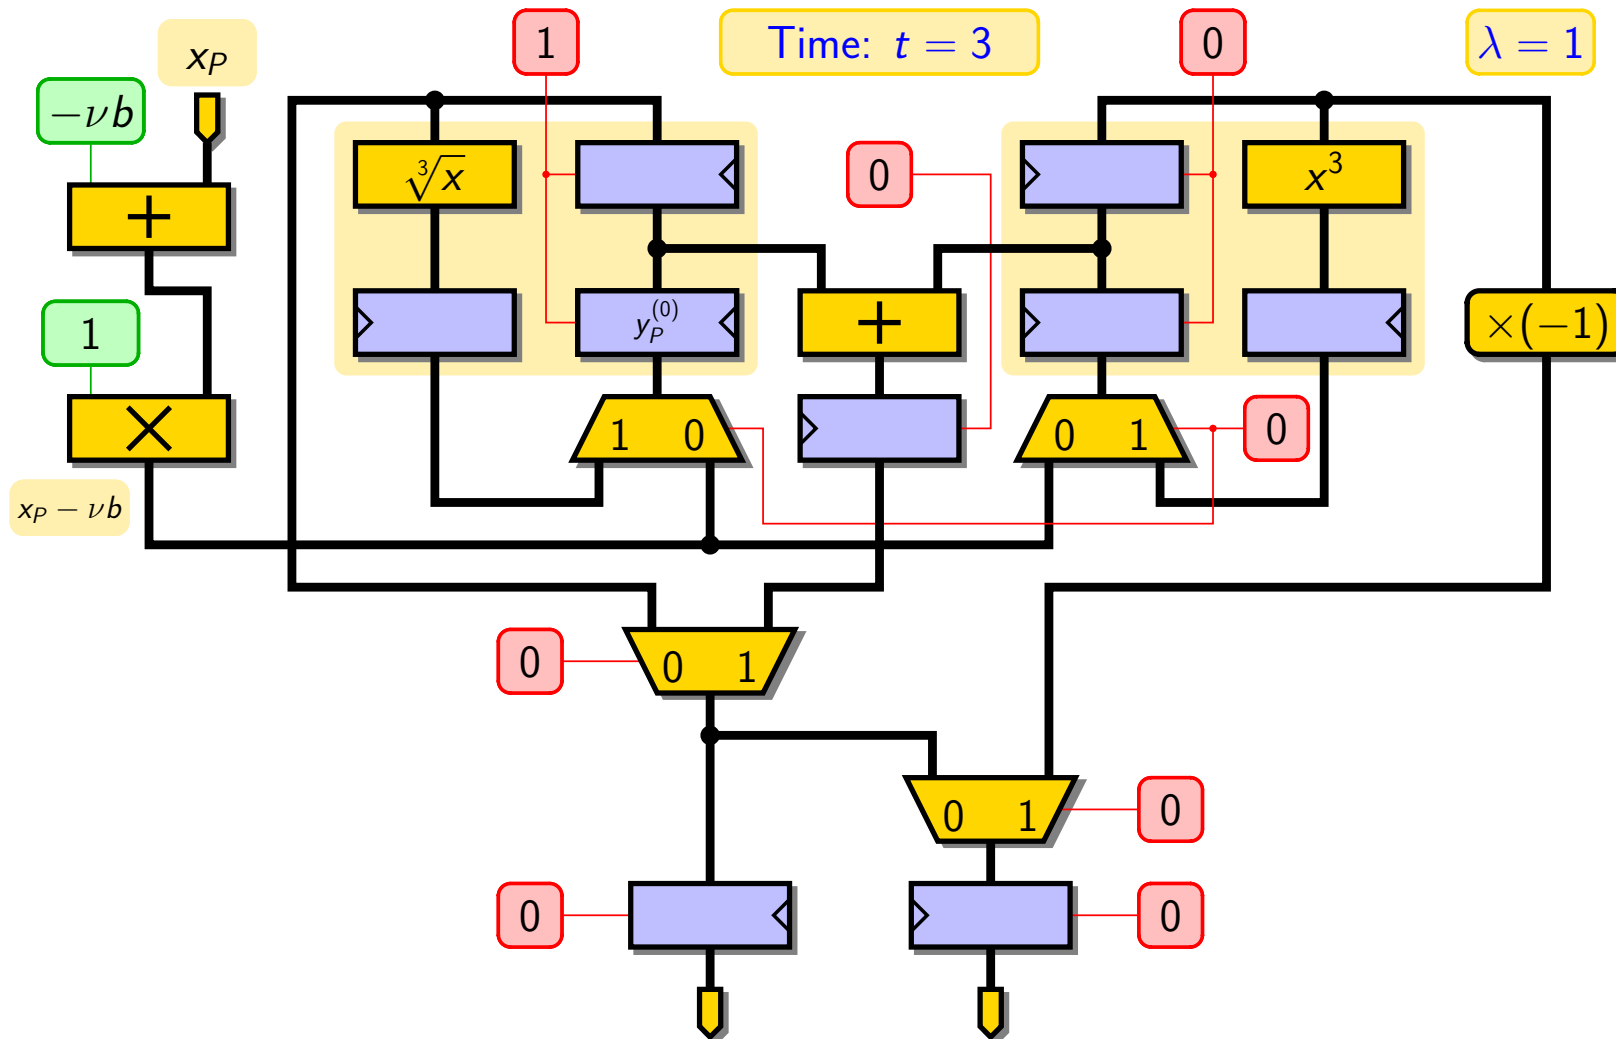 x_P
1
Time: t = 3
0
λ = 1
−νb
∛x
0
x³
+
1
y_P^(0)
+
×(−1)
×
1 0
0 1
0
x_P − νb
0
0 1
0 1
0
0
0